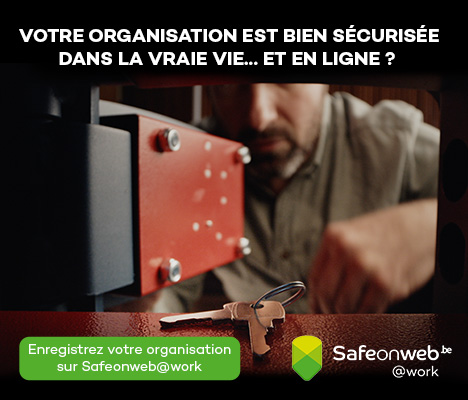 VOTRE ORGANISATION EST BIEN SÉCURISÉE
DANS LA VRAIE VIE... ET EN LIGNE ?
Enregistrez votre organisation
sur Safeonweb@work
Safeonweb.be
@work